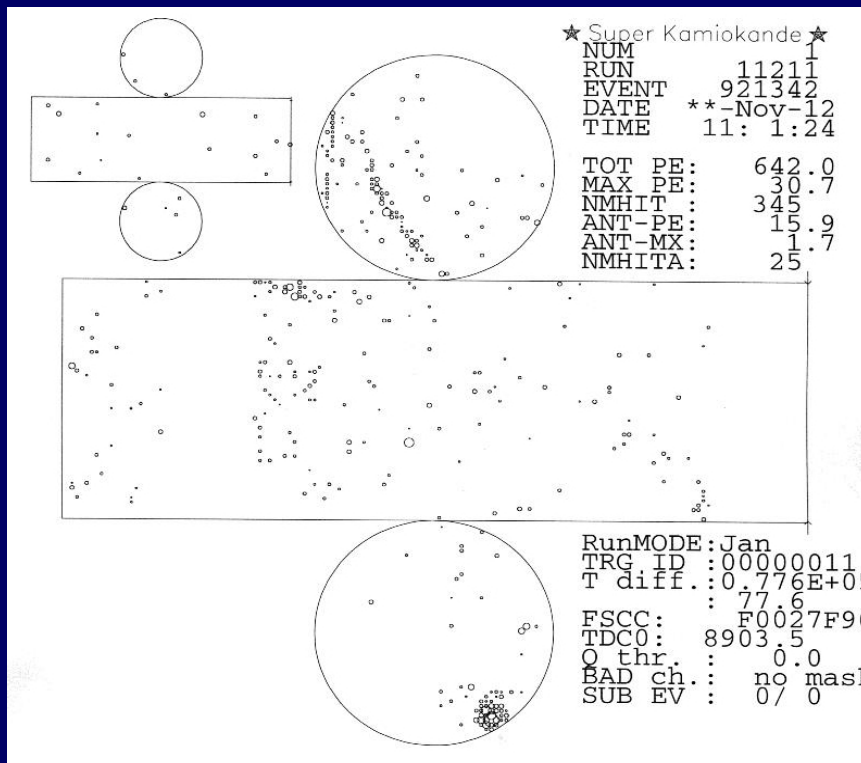 ★ Super Kamiokande ★
NUM 1
RUN 11211
EVENT 921342
DATE **-Nov-12
TIME 11: 1:24
TOT PE: 642.0
MAX PE: 30.7
NMHIT : 345
ANT-PE: 15.9
ANT-MX: 1.7
NMHITA: 25
RunMODE:Jan
TRG ID :00000011
T diff.:0.776E+05
: 77.6
FSCC: F0027F90
TDC0: 8903.5
Q thr. : 0.0
BAD ch.: no mask
SUB EV : 0/ 0